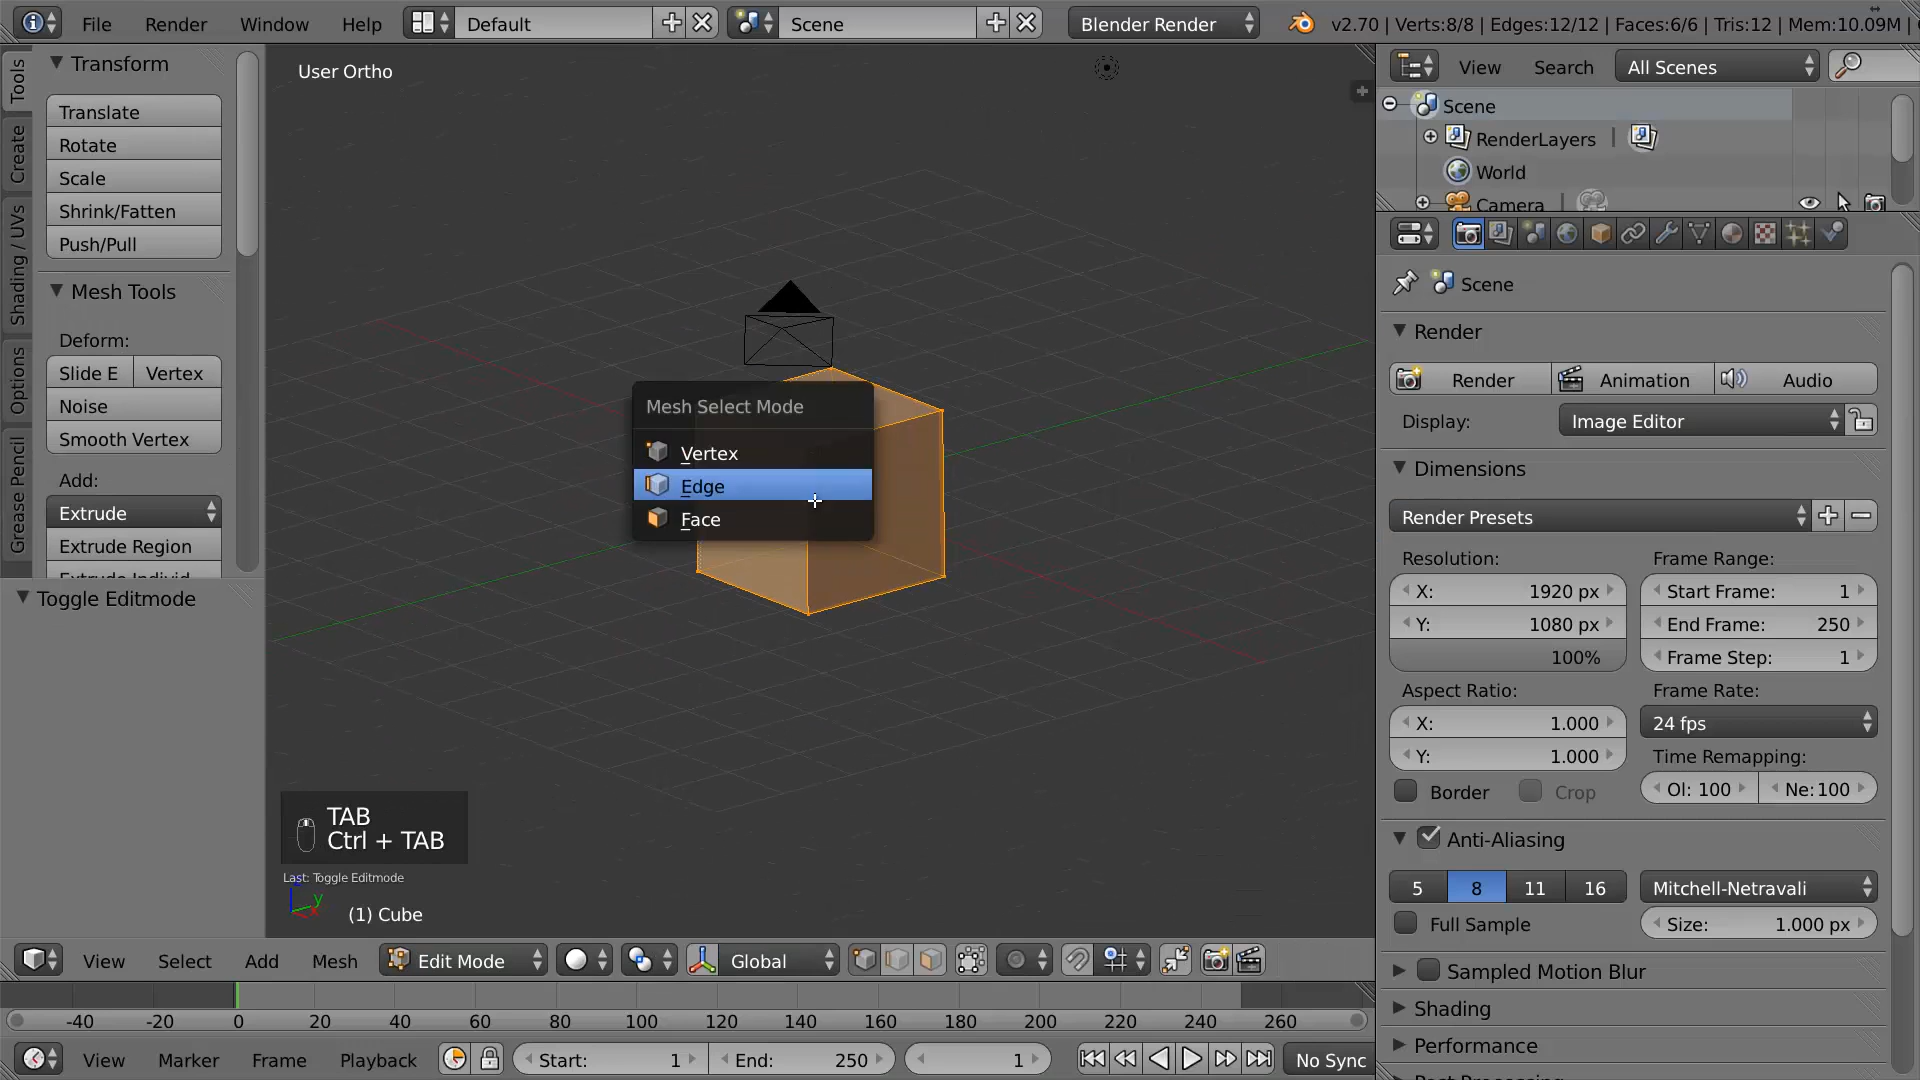 File Render Window Help Default Scene Blender Render v2.70 | Verts:8/8 | Edges:12/12 | Faces:6/6 | Tris:12 | Mem:10.09M |
Tools
Create
Shading / UVs
Options
Grease Pencil
Transform
Translate
Rotate
Scale
Shrink/Fatten
Push/Pull
Mesh Tools
Deform:
Slide E Vertex
Noise
Smooth Vertex
Add:
Extrude
Extrude Region
Extrude Individ
Toggle Editmode
User Ortho
Mesh Select Mode
Vertex
Edge
Face
TAB
Ctrl + TAB
Last: Toggle Editmode
z y x
(1) Cube
View Select Add Mesh Edit Mode Global
-40 -20 0 20 40 60 80 100 120 140 160 180 200 220 240 260
View Marker Frame Playback Start: 1 End: 250 1 No Sync
View Search All Scenes
Scene
RenderLayers |
World
Camera |
Scene
Render
Render Animation Audio
Display: Image Editor
Dimensions
Render Presets
Resolution: Frame Range:
X: 1920 px Start Frame: 1
Y: 1080 px End Frame: 250
100% Frame Step: 1
Aspect Ratio: Frame Rate:
X: 1.000 24 fps
Y: 1.000 Time Remapping:
Border Crop Ol: 100 Ne:100
Anti-Aliasing
5 8 11 16 Mitchell-Netravali
Full Sample Size: 1.000 px
Sampled Motion Blur
Shading
Performance
Post Processing